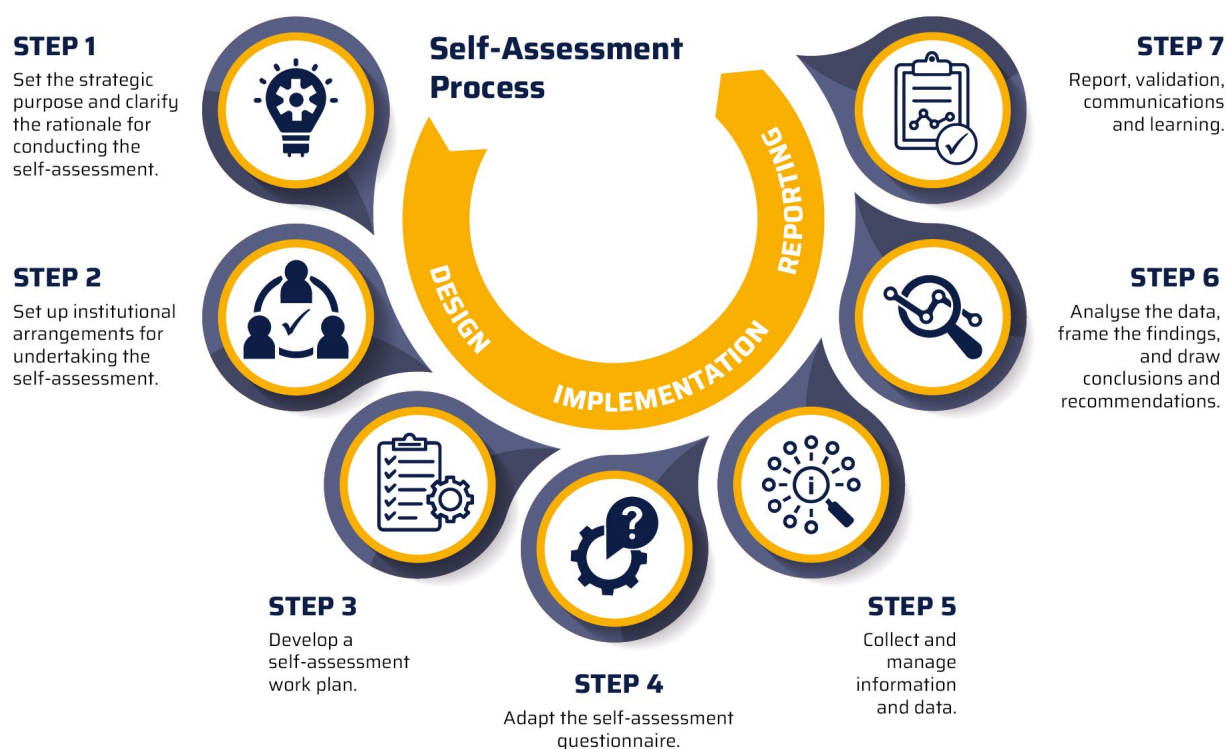 Self-Assessment
Process
STEP 1
Set the strategic
purpose and clarify
the rationale for
conducting the
self-assessment.
STEP 2
Set up institutional
arrangements for
undertaking the
self-assessment.
STEP 3
Develop a
self-assessment
work plan.
STEP 4
Adapt the self-assessment
questionnaire.
STEP 5
Collect and
manage
information
and data.
STEP 6
Analyse the data,
frame the findings,
and draw
conclusions and
recommendations.
STEP 7
Report, validation,
communications
and learning.
DESIGN
IMPLEMENTATION
REPORTING
?
i